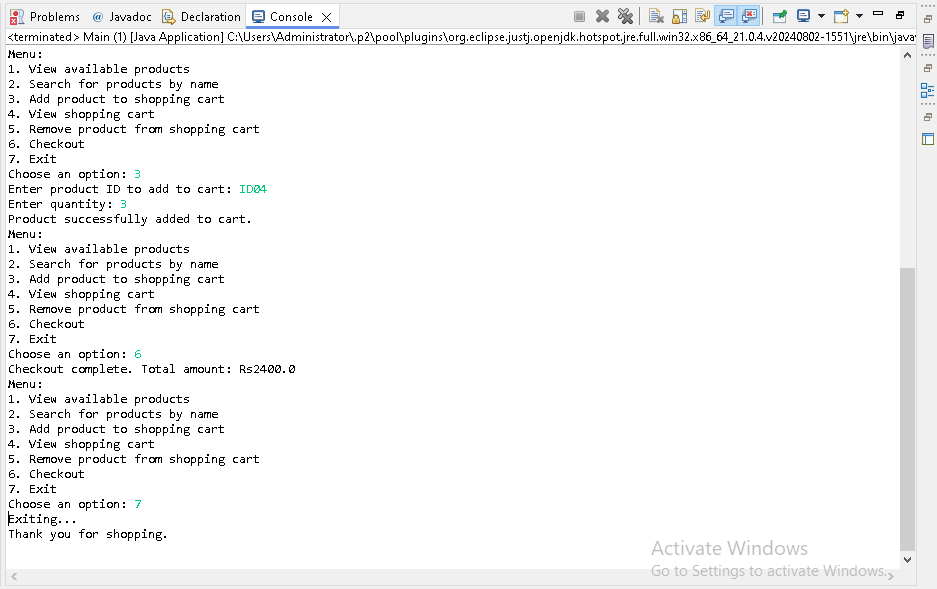 Problems @ Javadoc Declaration Console
<terminated> Main (1) [Java Application] C:\Users\Administrator\.p2\pool\plugins\org.eclipse.justj.openjdk.hotspot.jre.full.win32.x86_64_21.0.4.v20240802-1551\jre\bin\javaw
Menu:
1. View available products
2. Search for products by name
3. Add product to shopping cart
4. View shopping cart
5. Remove product from shopping cart
6. Checkout
7. Exit
Choose an option: 3
Enter product ID to add to cart: ID04
Enter quantity: 3
Product successfully added to cart.
Menu:
1. View available products
2. Search for products by name
3. Add product to shopping cart
4. View shopping cart
5. Remove product from shopping cart
6. Checkout
7. Exit
Choose an option: 6
Checkout complete. Total amount: Rs2400.0
Menu:
1. View available products
2. Search for products by name
3. Add product to shopping cart
4. View shopping cart
5. Remove product from shopping cart
6. Checkout
7. Exit
Choose an option: 7
Exiting...
Thank you for shopping.
Activate Windows
Go to Settings to activate Windows.